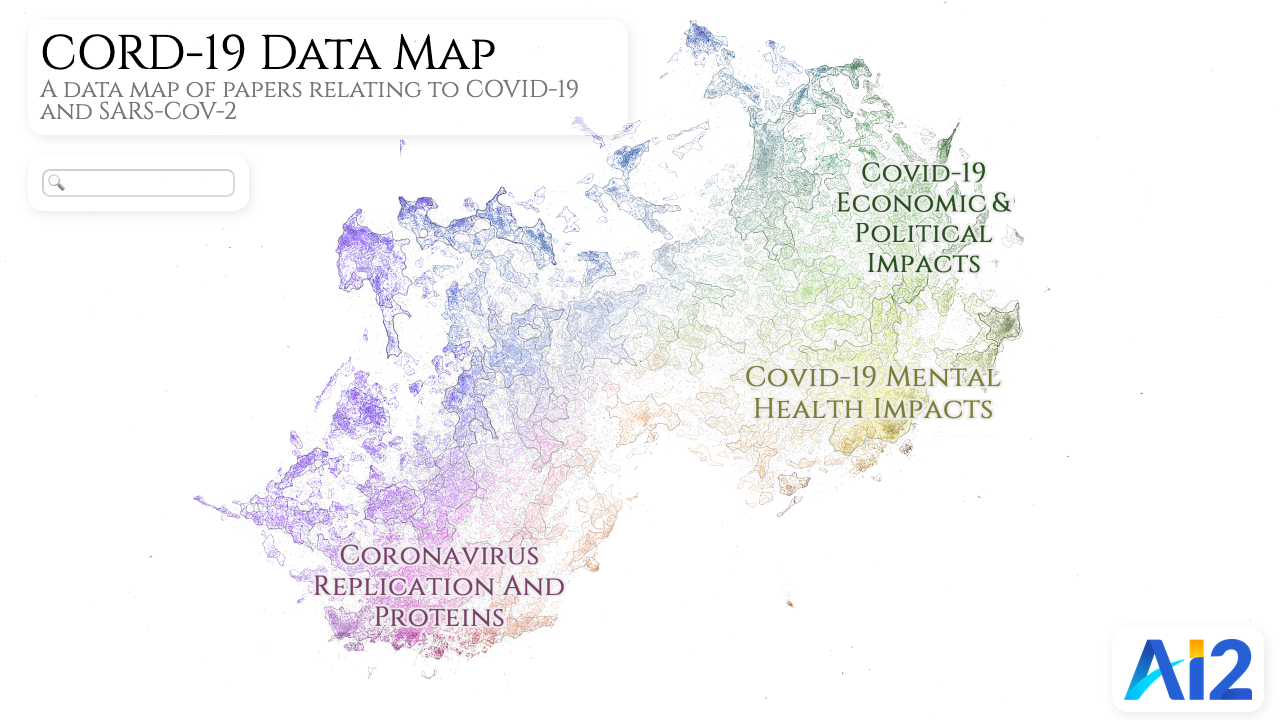 CORD-19 Data Map
A data map of papers relating to COVID-19
and SARS-CoV-2
Covid-19
Economic &
Political
Impacts
Covid-19 Mental
Health Impacts
Coronavirus
Replication And
Proteins
Ai2